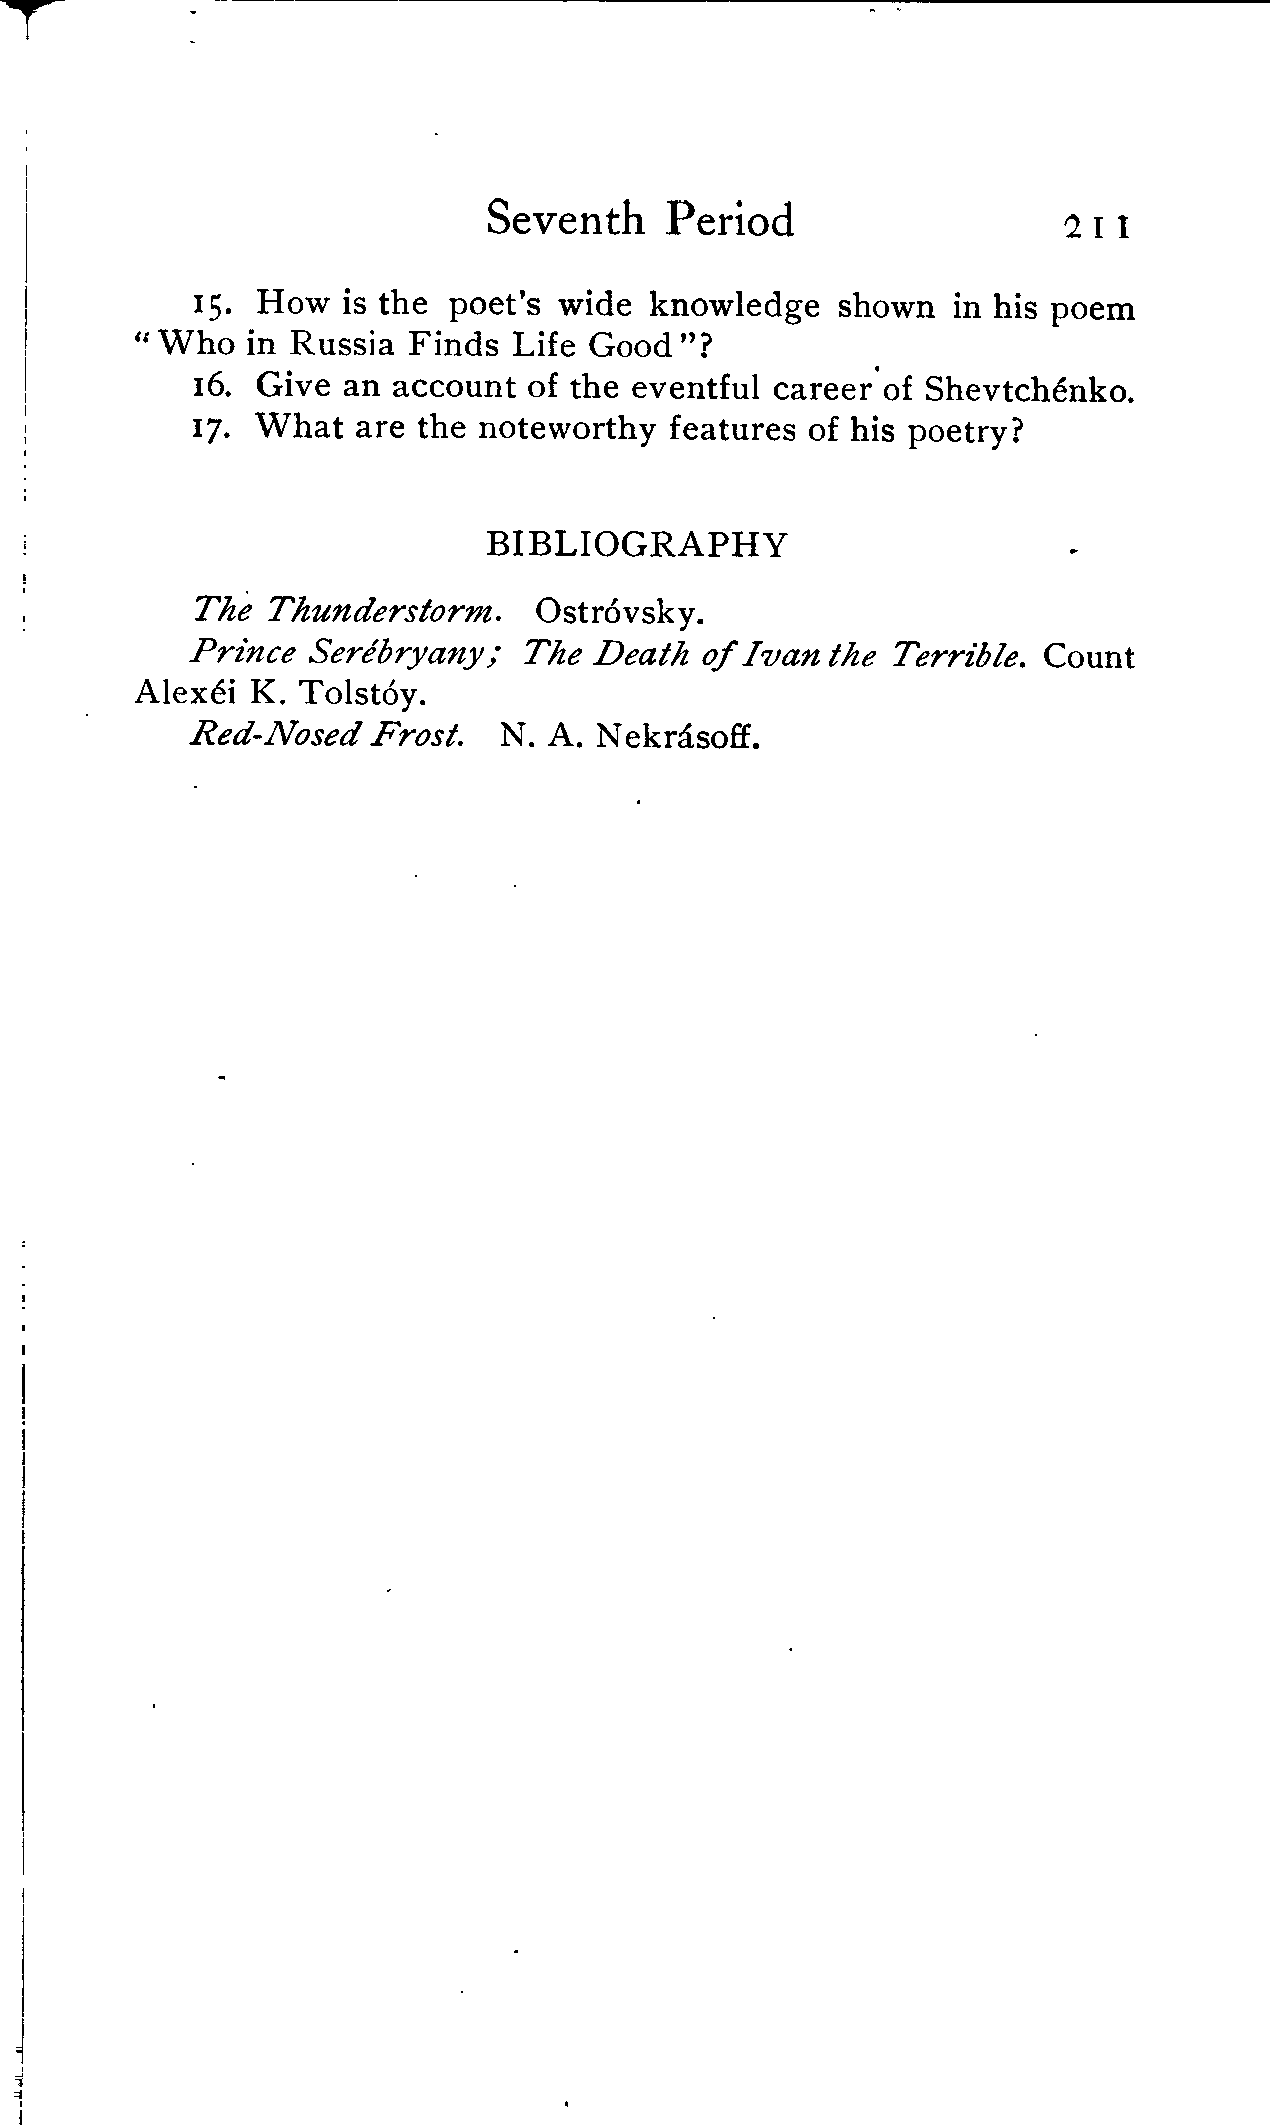 Seventh Period 211
15. How is the poet's wide knowledge shown in his poem
"Who in Russia Finds Life Good"?
16. Give an account of the eventful career of Shevtchénko.
17. What are the noteworthy features of his poetry?
BIBLIOGRAPHY
The Thunderstorm. Ostróvsky.
Prince Serébryany; The Death of Ivan the Terrible. Count
Alexéi K. Tolstóy.
Red-Nosed Frost. N. A. Nekrásoff.